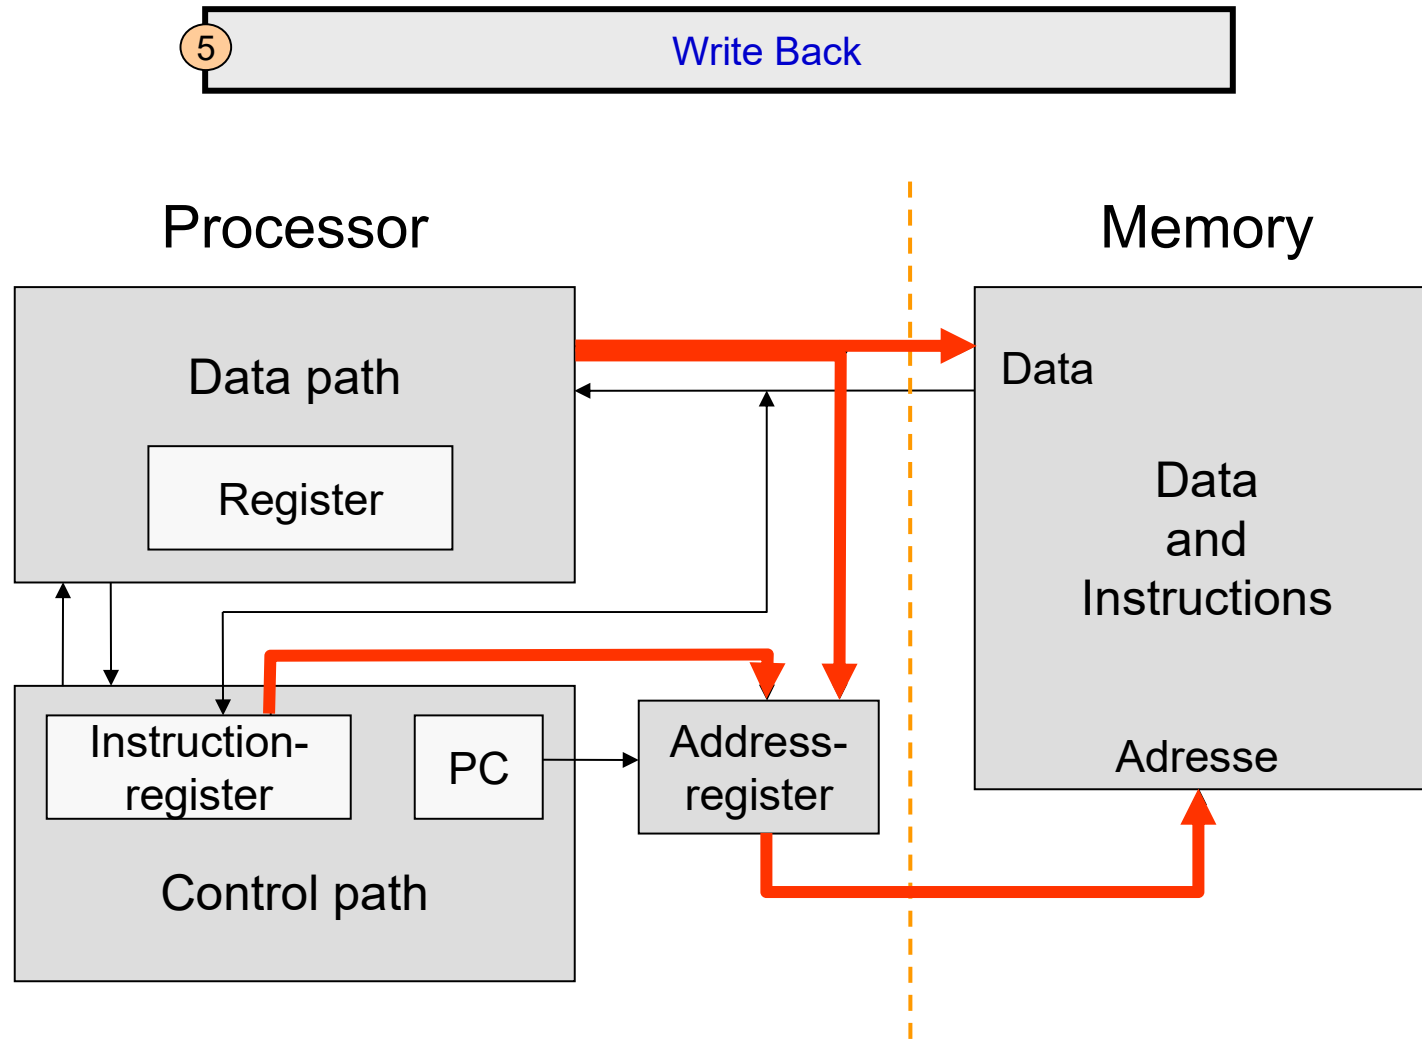 5
Write Back
Processor
Memory
Data path
Data
Register
Data
and
Instructions
Instruction-
register
PC
Address-
register
Adresse
Control path